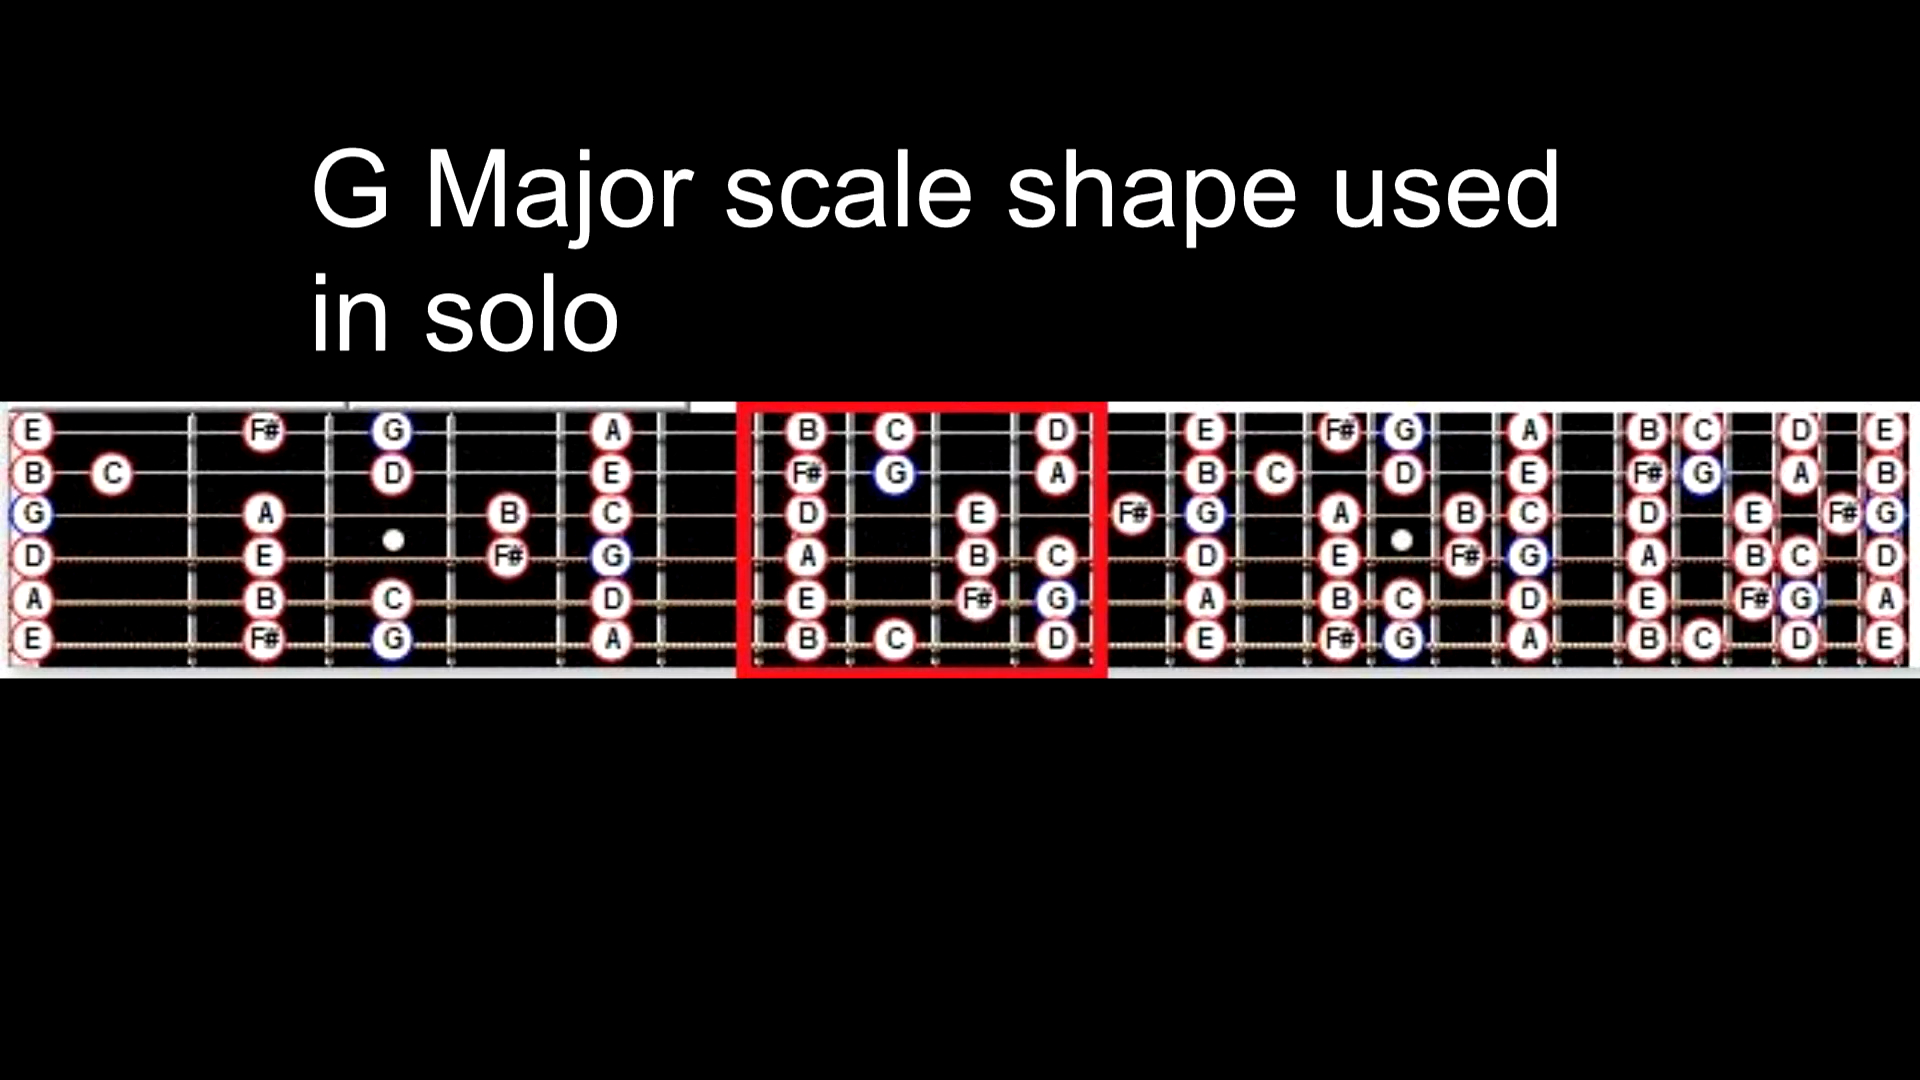 G Major scale shape used
in solo
E F# G A B C D E F# G A B C D E
B C D E F# G A B C D E F# G A B
G A B C D E F# G A B C D E F# G
D E F# G A B C D E F# G A B C D
A B C D E F# G A B C D E F# G A
E F# G A B C D E F# G A B C D E